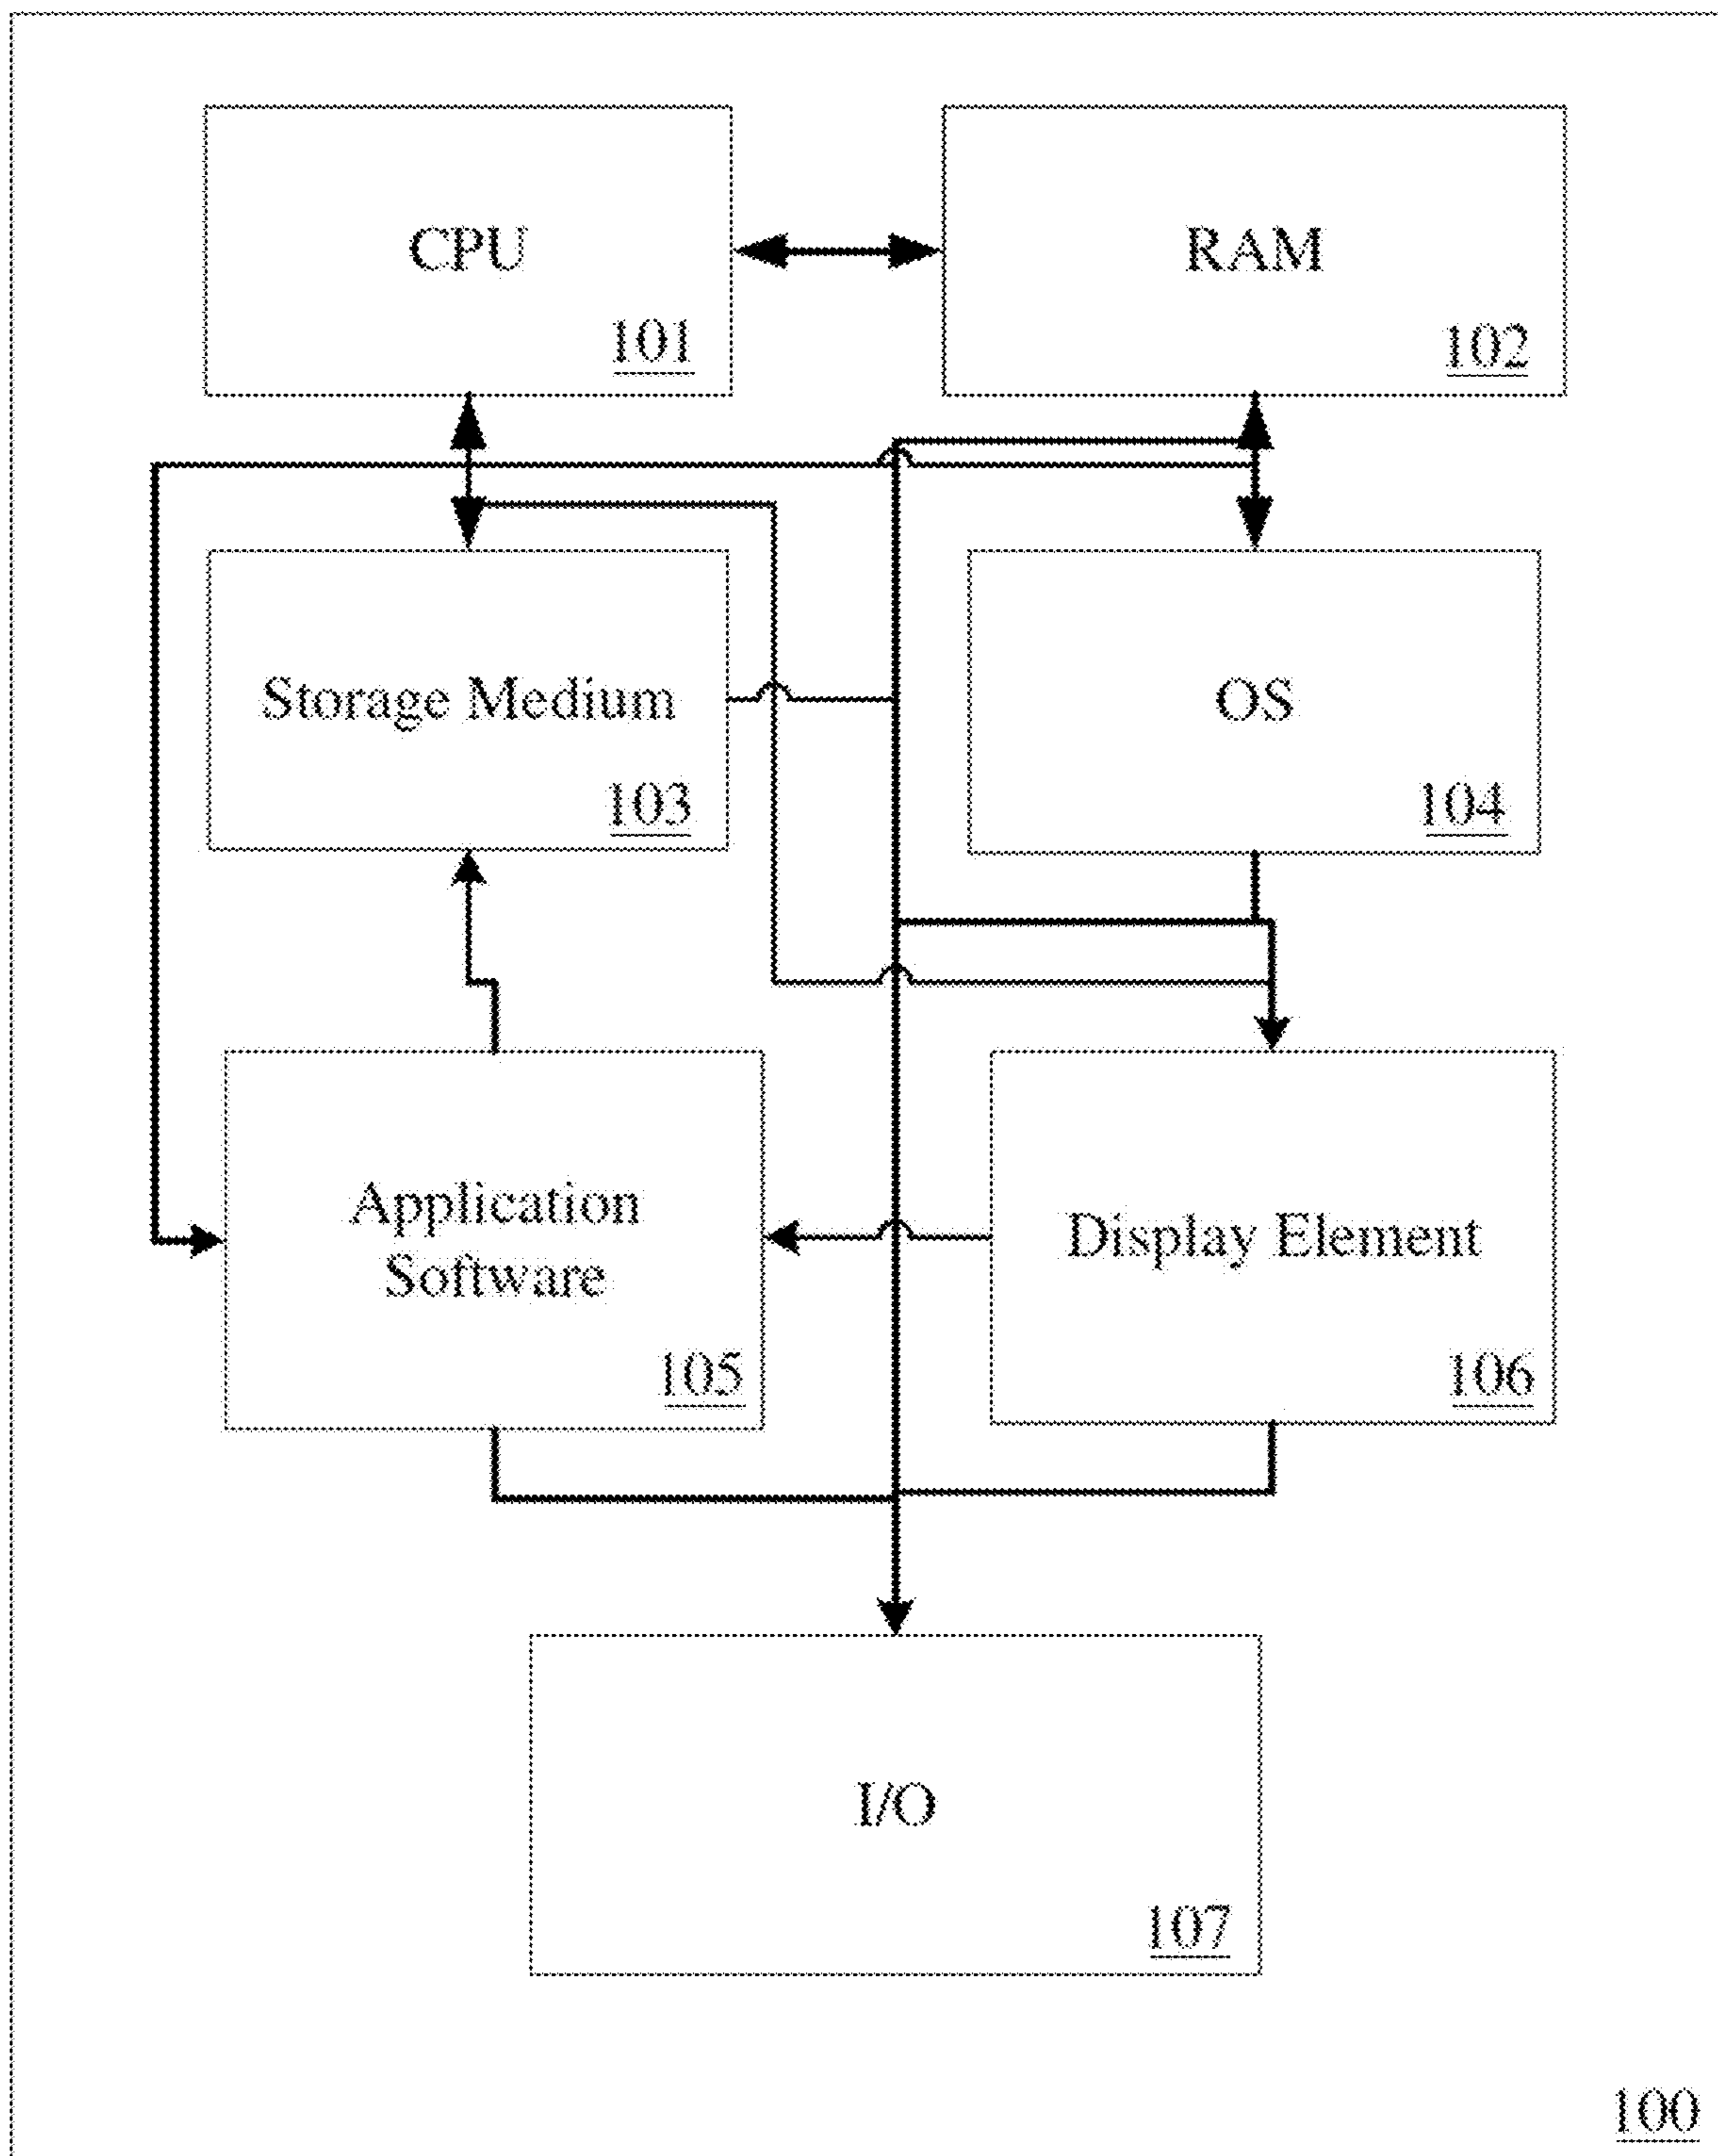 CPU
101
RAM
102
Storage Medium
103
OS
104
Application
Software
105
Display Element
106
I/O
107
100